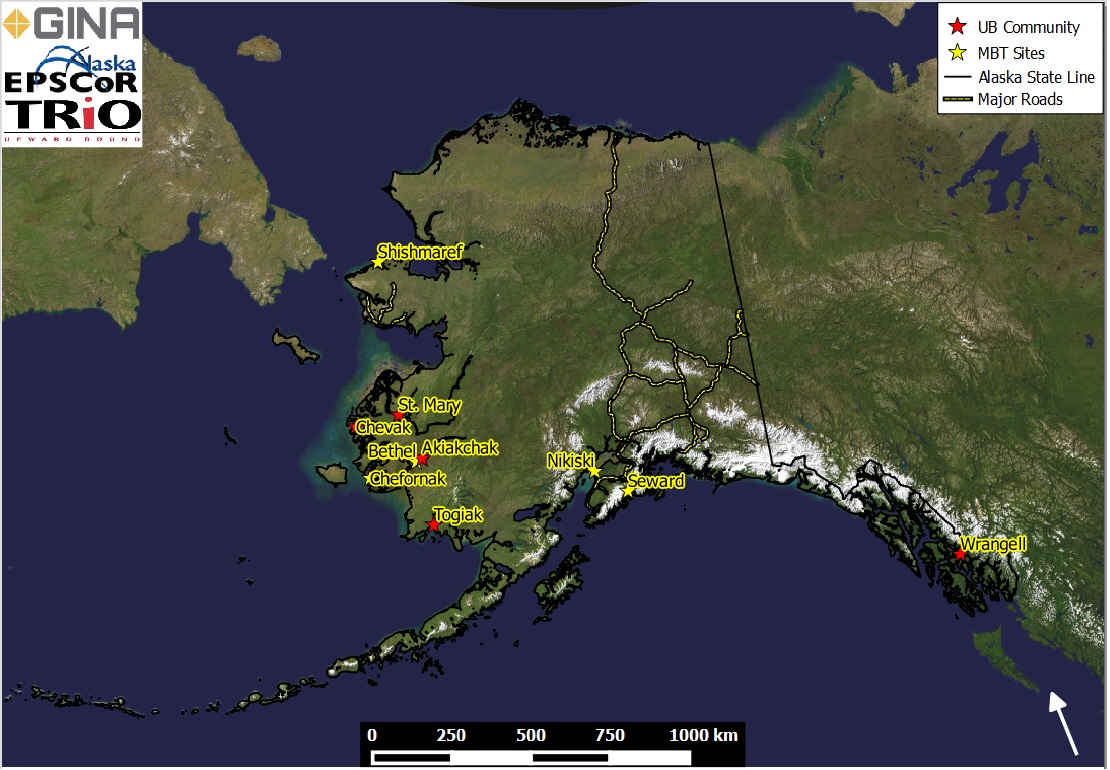 GINA
Alaska
EPSCoR
TRiO
UPWARD BOUND
UB Community
MBT Sites
Alaska State Line
Major Roads
Shishmaref
St. Mary
Chevak
Bethel
Akiakchak
Chefornak
Togiak
Nikiski
Seward
Wrangell
0 250 500 750 1000 km